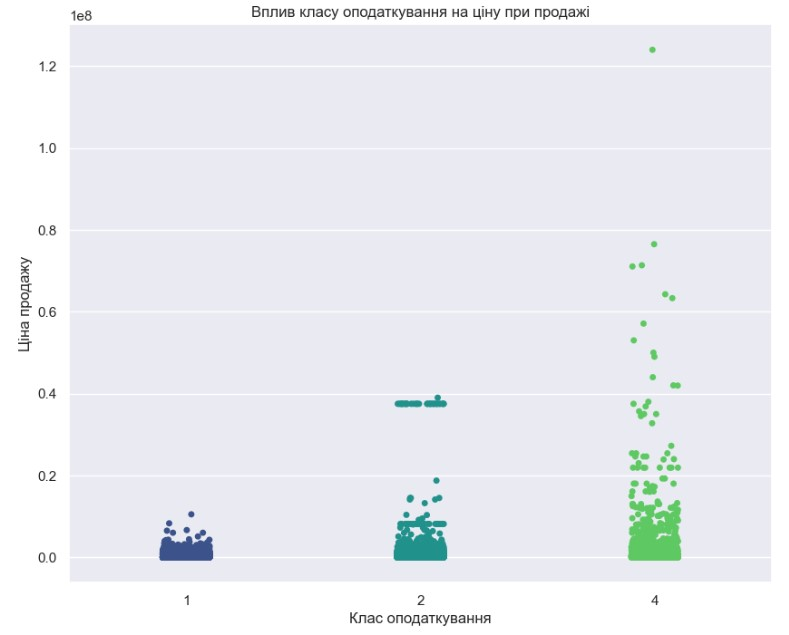 Вплив класу оподаткування на ціну при продажі
1e8
1.2
1.0
0.8
0.6
0.4
0.2
0.0
Ціна продажу
1 2 4
Клас оподаткування